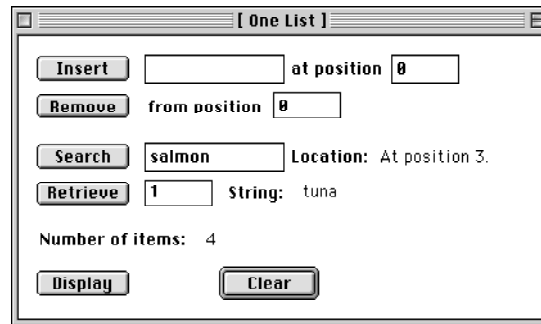 [ One List ]
Insert at position 0
Remove from position 0
Search salmon Location: At position 3.
Retrieve 1 String: tuna
Number of items: 4
Display Clear